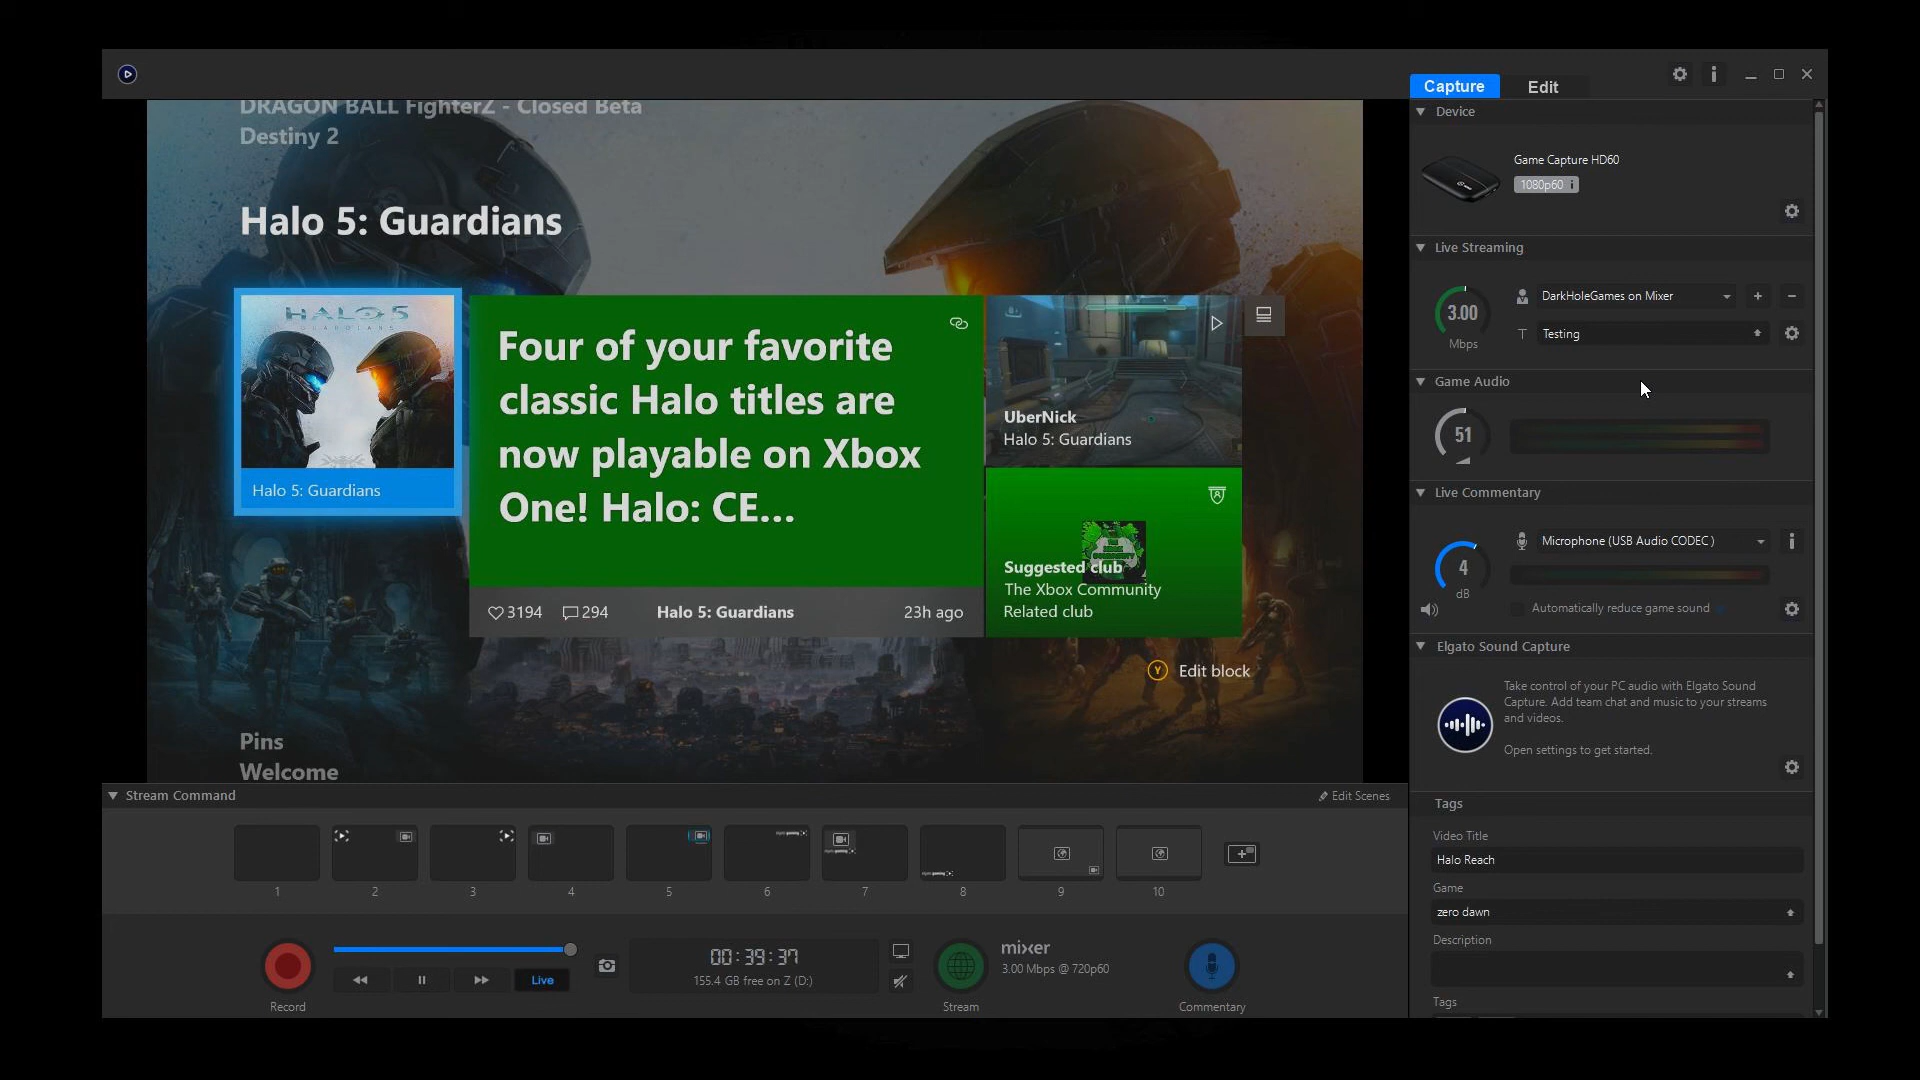 Capture
Edit
DRAGON BALL FighterZ - Closed Beta
Destiny 2
Halo 5: Guardians
HALO 5
GUARDIANS
Halo 5: Guardians
Four of your favorite
classic Halo titles are
now playable on Xbox
One! Halo: CE...
3194
294
Halo 5: Guardians
23h ago
UberNick
Halo 5: Guardians
Suggested club
The Xbox Community
Related club
Y
Edit block
Pins
Welcome
Device
Game Capture HD60
1080p60 i
Live Streaming
3.00
Mbps
DarkHoleGames on Mixer
T
Testing
Game Audio
51
Live Commentary
Microphone (USB Audio CODEC )
4
dB
Automatically reduce game sound
Elgato Sound Capture
Take control of your PC audio with Elgato Sound
Capture. Add team chat and music to your streams
and videos.
Open settings to get started.
Tags
Video Title
Halo Reach
Game
zero dawn
Description
Tags
Stream Command
Edit Scenes
1
2
3
4
5
6
7
8
9
10
Record
Live
00:39:37
155.4 GB free on Z (D:)
Stream
mixer
3.00 Mbps @ 720p60
Commentary